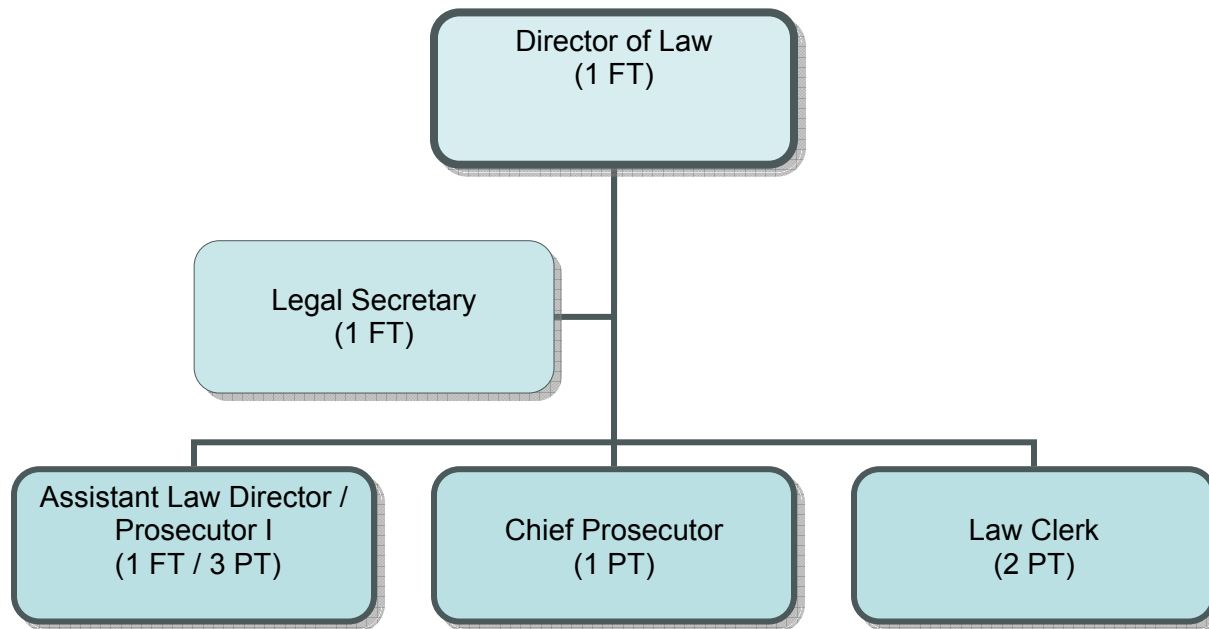 Director of Law
(1 FT)
Legal Secretary
(1 FT)
Assistant Law Director /
Prosecutor I
(1 FT / 3 PT)
Chief Prosecutor
(1 PT)
Law Clerk
(2 PT)